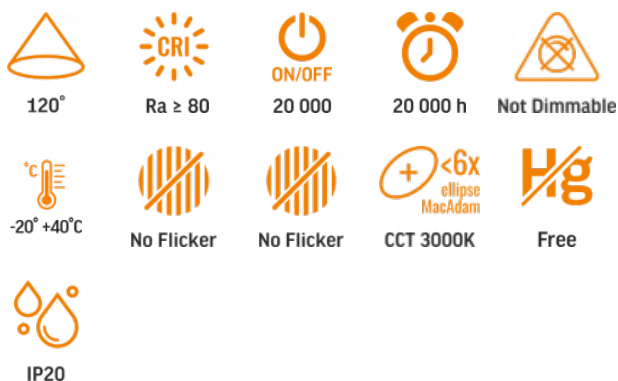 120°
CRI
Ra ≥ 80
ON/OFF
20 000
20 000 h
Not Dimmable
°C
-20° +40°C
No Flicker
No Flicker
<6x
ellipse
MacAdam
CCT 3000K
Hg
Free
IP20